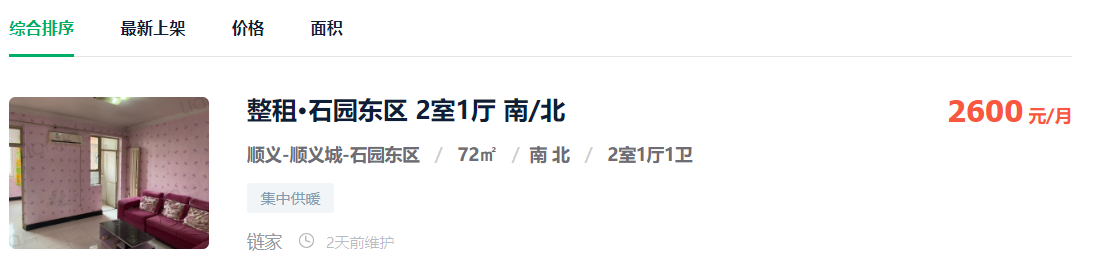 综合排序 最新上架 价格 面积
整租·石园东区 2室1厅 南/北 2600 元/月
顺义-顺义城-石园东区 / 72㎡ / 南 北 / 2室1厅1卫
集中供暖
链家 2天前维护